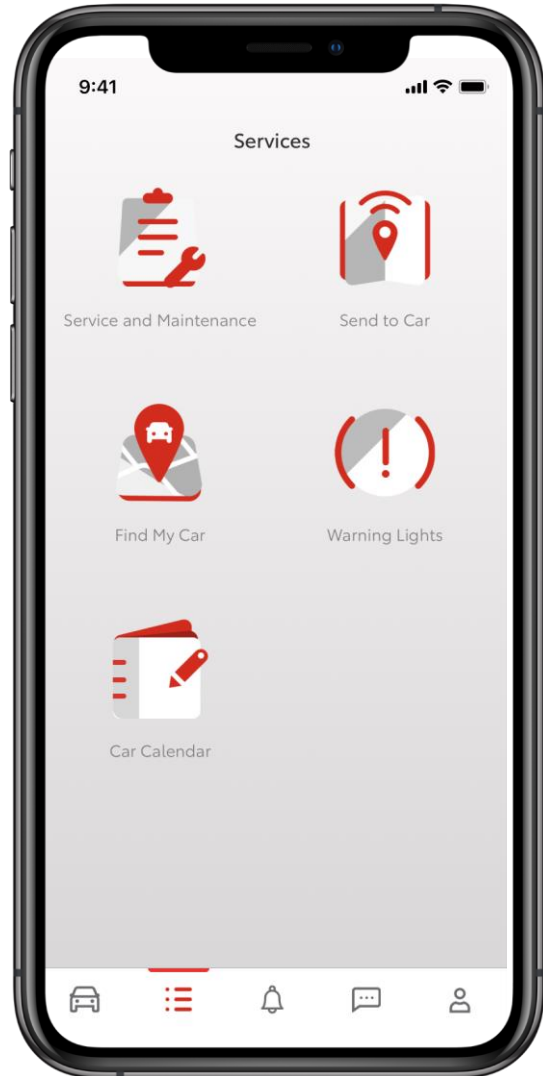 9:41
Services
Service and Maintenance
Send to Car
Find My Car
Warning Lights
Car Calendar